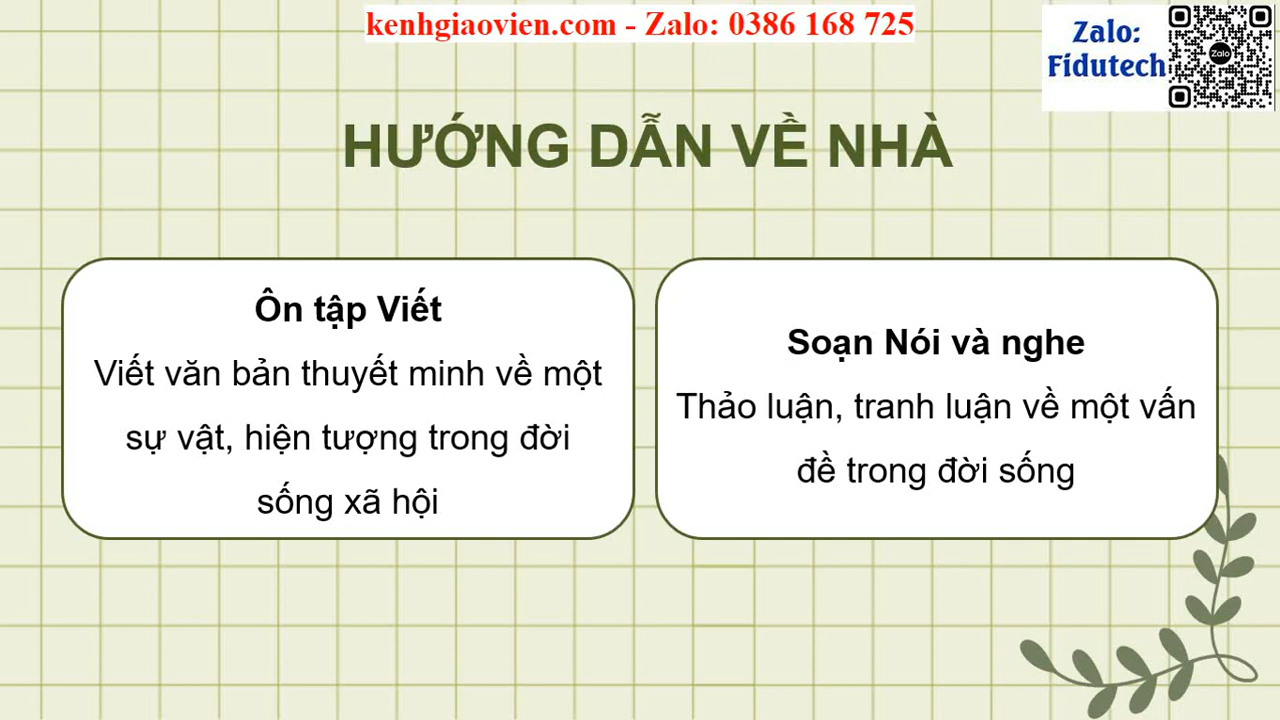 kenhgiaovien.com - Zalo: 0386 168 725
Zalo:
Fidutech
Zalo
HƯỚNG DẪN VỀ NHÀ
Ôn tập Viết
Viết văn bản thuyết minh về một
sự vật, hiện tượng trong đời
sống xã hội
Soạn Nói và nghe
Thảo luận, tranh luận về một vấn
đề trong đời sống